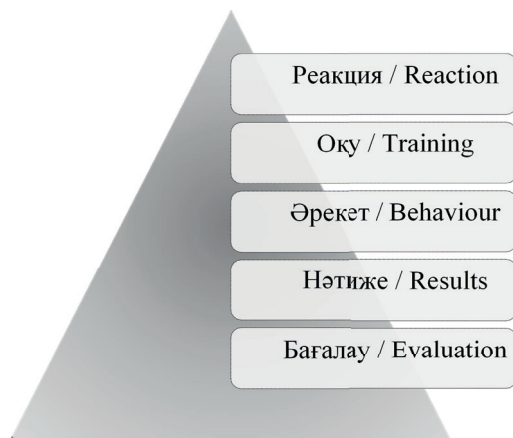 Реакция / Reaction
Оқу / Training
Әрекет / Behaviour
Нәтиже / Results
Бағалау / Evaluation